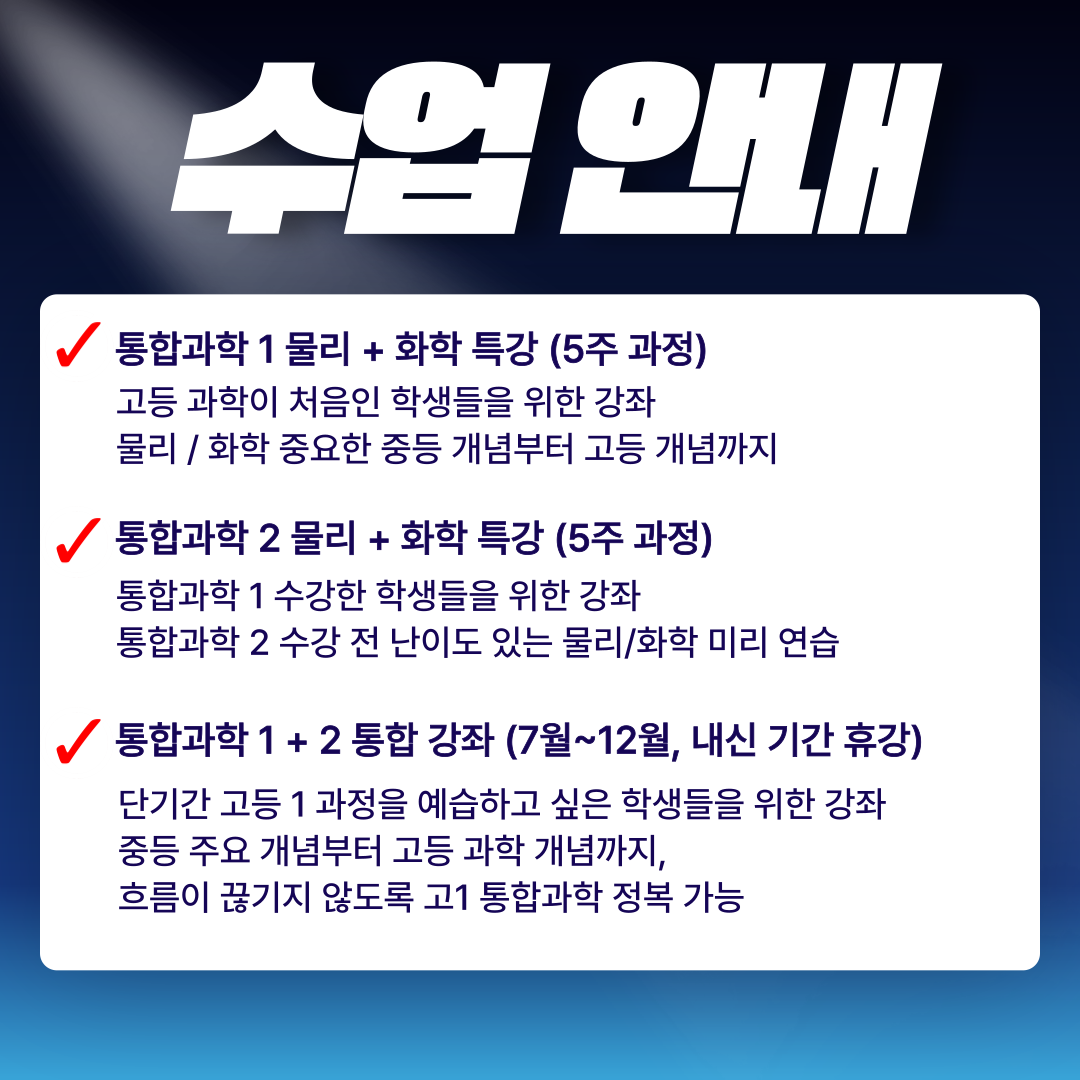 수업 안내
통합과학 1 물리 + 화학 특강 (5주 과정)
고등 과학이 처음인 학생들을 위한 강좌
물리 / 화학 중요한 중등 개념부터 고등 개념까지
통합과학 2 물리 + 화학 특강 (5주 과정)
통합과학 1 수강한 학생들을 위한 강좌
통합과학 2 수강 전 난이도 있는 물리/화학 미리 연습
통합과학 1 + 2 통합 강좌 (7월~12월, 내신 기간 휴강)
단기간 고등 1 과정을 예습하고 싶은 학생들을 위한 강좌
중등 주요 개념부터 고등 과학 개념까지,
흐름이 끊기지 않도록 고1 통합과학 정복 가능